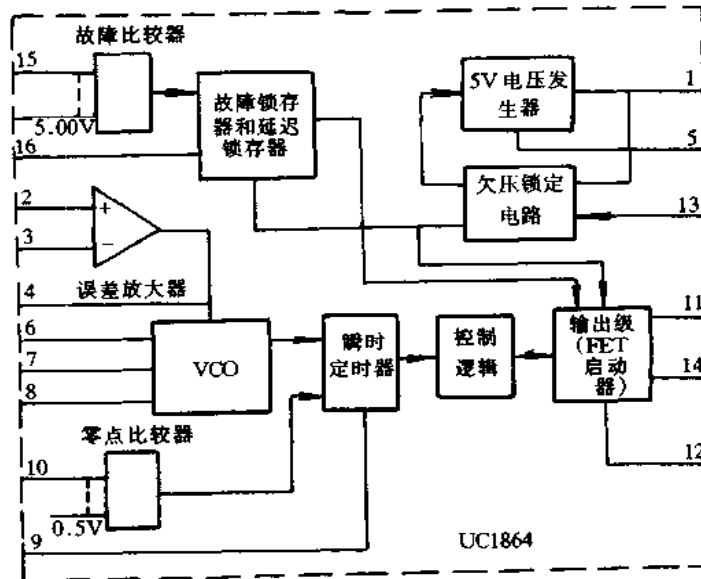 故障比较器
15
5.00V
16
故障锁存
器和延迟
锁存器
5V电压发
生器
1
5
欠压锁定
电路
13
2
+
3
−
4
误差放大器
6
7
8
VCO
瞬时
定时器
控制
逻辑
输出级
(FET
启动
器)
11
14
12
零点比较器
10
0.5V
9
UC1864